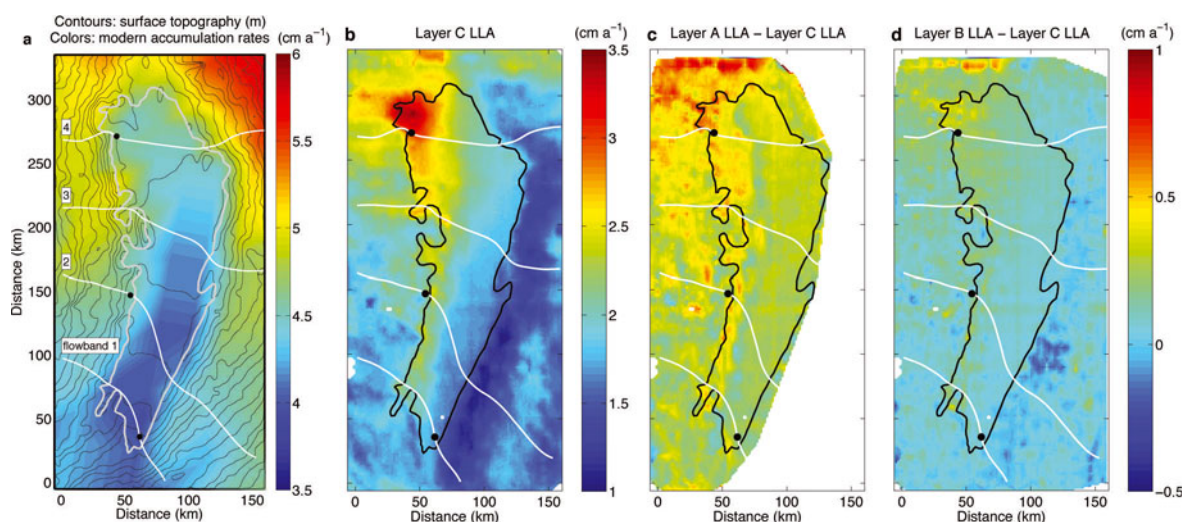 Contours: surface topography (m)
a Colors: modern accumulation rates (cm a⁻¹)
b Layer C LLA (cm a⁻¹)
c Layer A LLA – Layer C LLA
d Layer B LLA – Layer C LLA (cm a⁻¹)
6
5.5
5
4.5
4
3.5
3.5
3
2.5
2
1.5
1
1
0.5
0
−0.5
Distance (km)
300
250
200
150
100
50
0
4
3
2
flowband 1
0 50 100 150
Distance (km)
0 50 100 150
Distance (km)
0 50 100 150
Distance (km)
0 50 100 150
Distance (km)